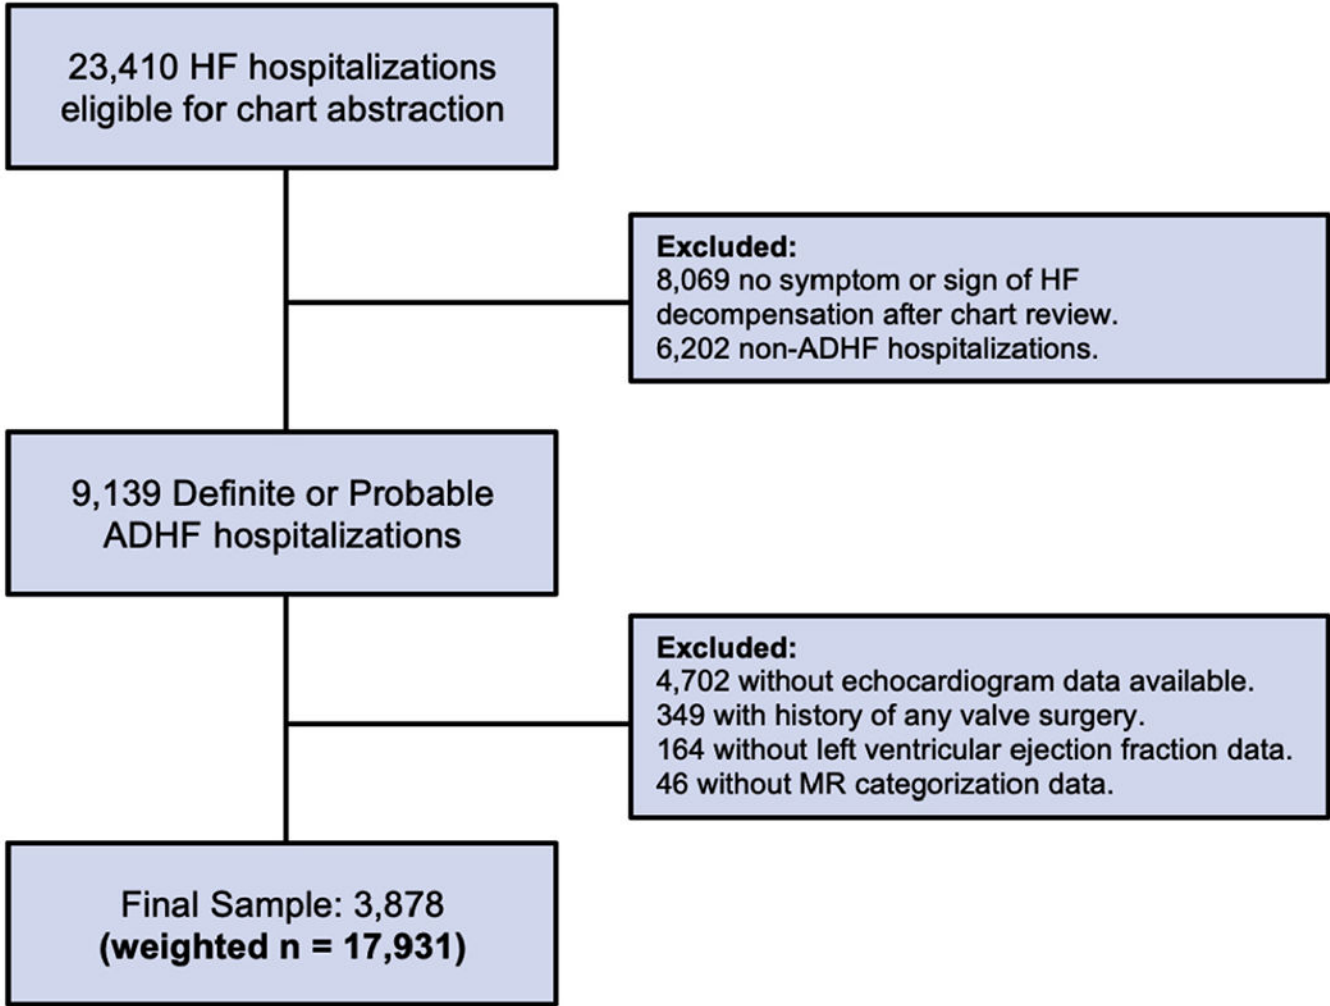 23,410 HF hospitalizations
eligible for chart abstraction
Excluded:
8,069 no symptom or sign of HF
decompensation after chart review.
6,202 non-ADHF hospitalizations.
9,139 Definite or Probable
ADHF hospitalizations
Excluded:
4,702 without echocardiogram data available.
349 with history of any valve surgery.
164 without left ventricular ejection fraction data.
46 without MR categorization data.
Final Sample: 3,878
(weighted n = 17,931)